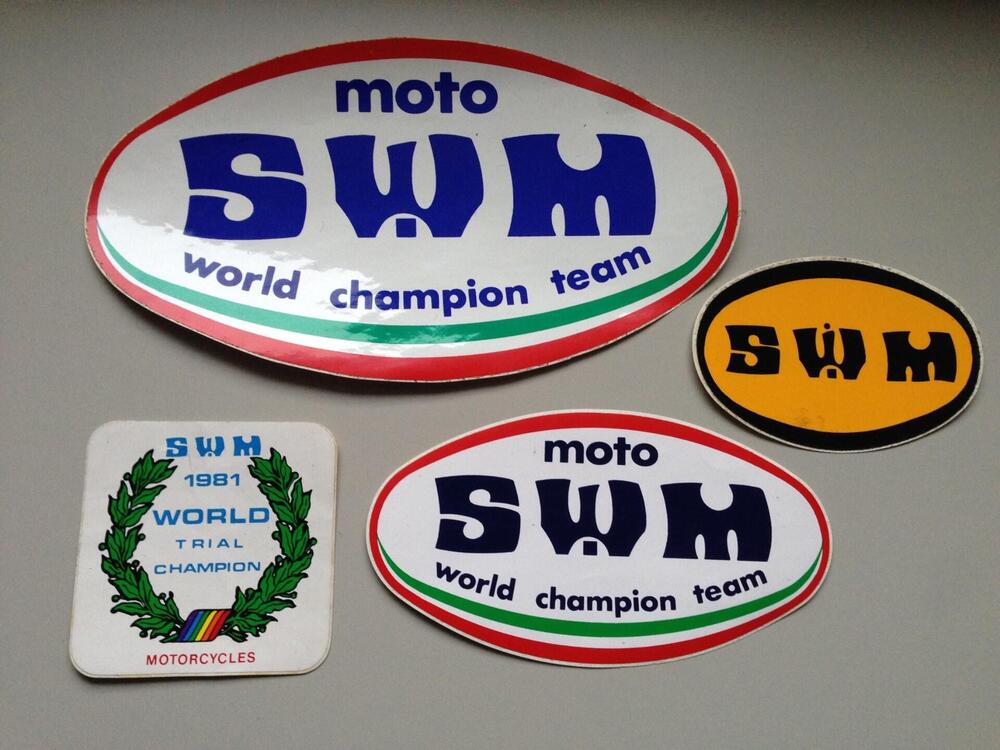 moto
SWM
world champion team
SWM
SWM
1981
WORLD
TRIAL
CHAMPION
MOTORCYCLES
moto
SWM
world champion team